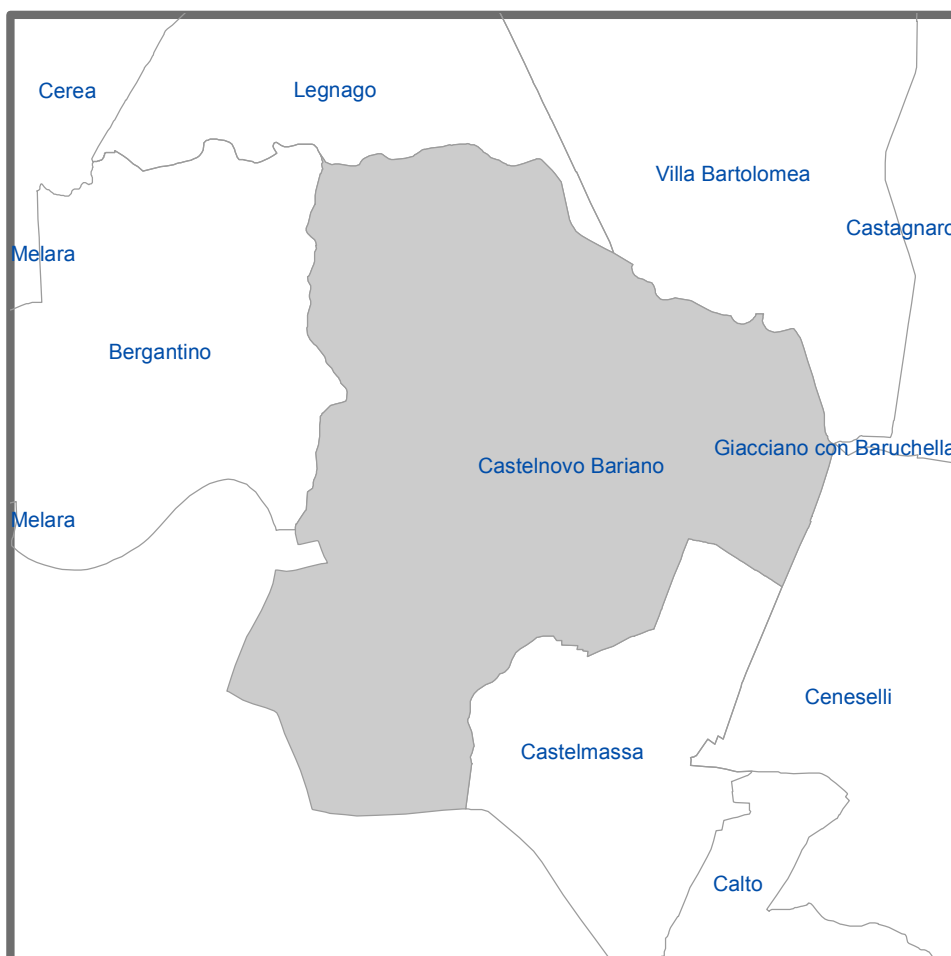 Cerea
Legnago
Villa Bartolomea
Castagnaro
Melara
Bergantino
Giacciano con Baruchella
Castelnovo Bariano
Melara
Ceneselli
Castelmassa
Calto